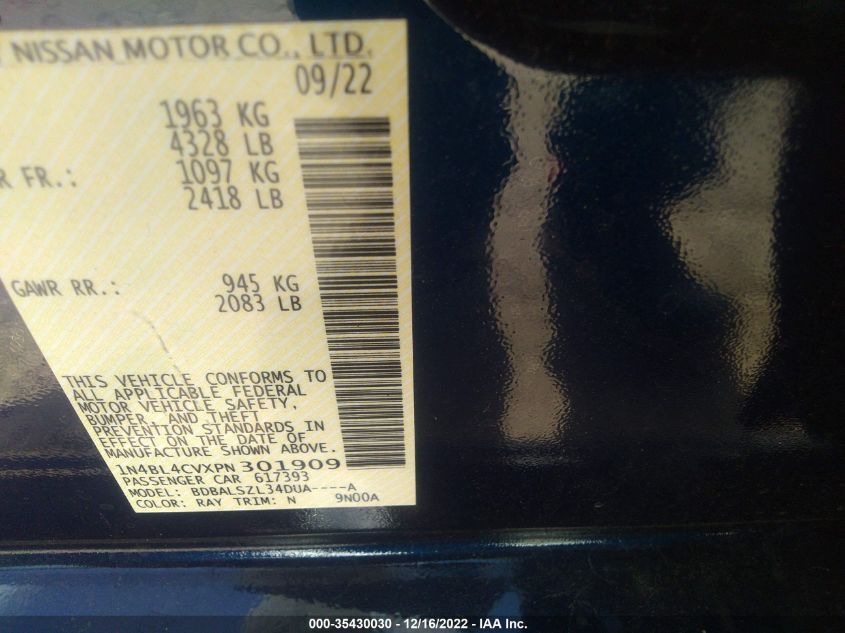 NISSAN MOTOR CO., LTD.
09/22
1963 KG
4328 LB
R FR.: 1097 KG
2418 LB
GAWR RR.: 945 KG
2083 LB
THIS VEHICLE CONFORMS TO
ALL APPLICABLE FEDERAL
MOTOR VEHICLE SAFETY,
BUMPER, AND THEFT
PREVENTION STANDARDS IN
EFFECT ON THE DATE OF
MANUFACTURE SHOWN ABOVE.
1N4BL4CVXPN301909
PASSENGER CAR 617393
MODEL: BDBALSZL34DUA----A
COLOR: RAY TRIM: N 9N00A
000-35430030 - 12/16/2022 - IAA Inc.